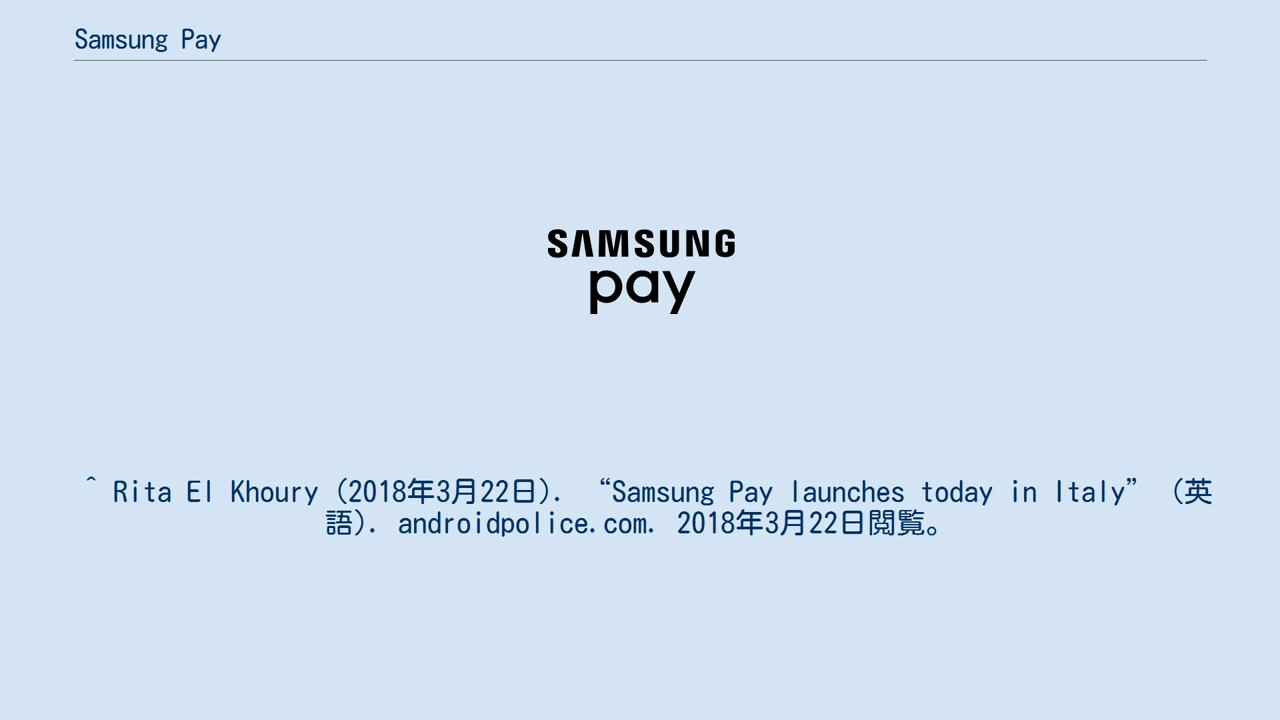 Samsung Pay
SAMSUNG
pay
^ Rita El Khoury (2018年3月22日). “Samsung Pay launches today in Italy” (英
語). androidpolice.com. 2018年3月22日閲覧。